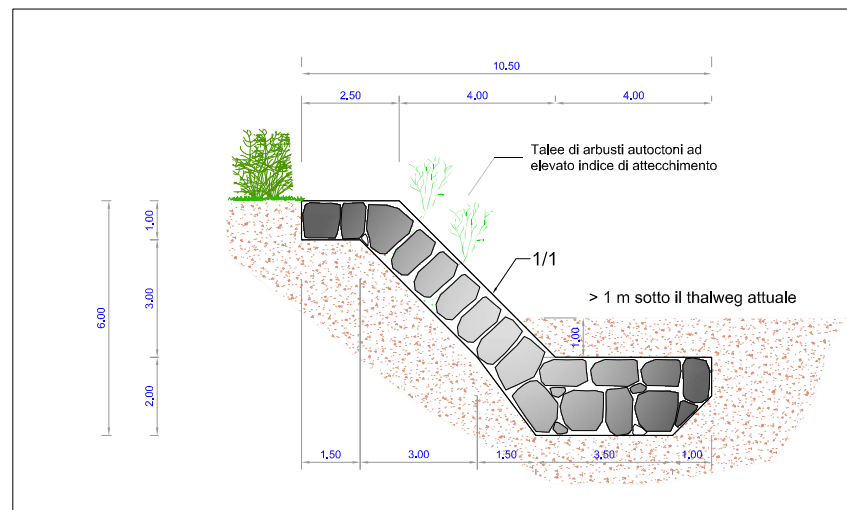 10.50
2.50 4.00 4.00
Talee di arbusti autoctoni ad
elevato indice di attecchimento
1.00
1/1
> 1 m sotto il thalweg attuale
3.00
6.00
1.00
2.00
1.50 3.00 1.50 3.50 1.00